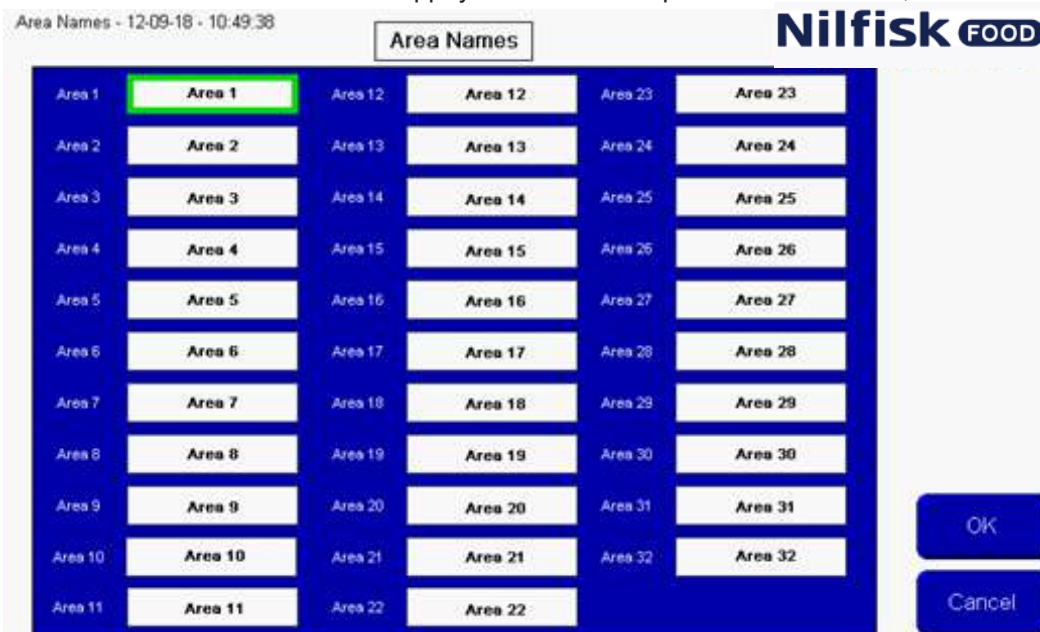 Area Names - 12-09-18 - 10:49:38
Area Names
Nilfisk FOOD
Area 1 Area 1 Area 12 Area 12 Area 23 Area 23
Area 2 Area 2 Area 13 Area 13 Area 24 Area 24
Area 3 Area 3 Area 14 Area 14 Area 25 Area 25
Area 4 Area 4 Area 15 Area 15 Area 26 Area 26
Area 5 Area 5 Area 16 Area 16 Area 27 Area 27
Area 6 Area 6 Area 17 Area 17 Area 28 Area 28
Area 7 Area 7 Area 18 Area 18 Area 29 Area 29
Area 8 Area 8 Area 19 Area 19 Area 30 Area 30
Area 9 Area 9 Area 20 Area 20 Area 31 Area 31
Area 10 Area 10 Area 21 Area 21 Area 32 Area 32
Area 11 Area 11 Area 22 Area 22
OK
Cancel